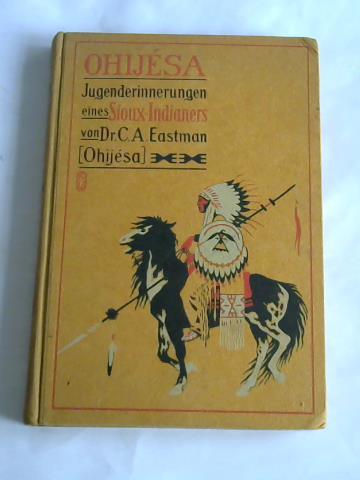 OHIJÉSA
Jugenderinnerungen
eines Sioux-Indianers
von Dr. C. A. Eastman
[Ohijésa]